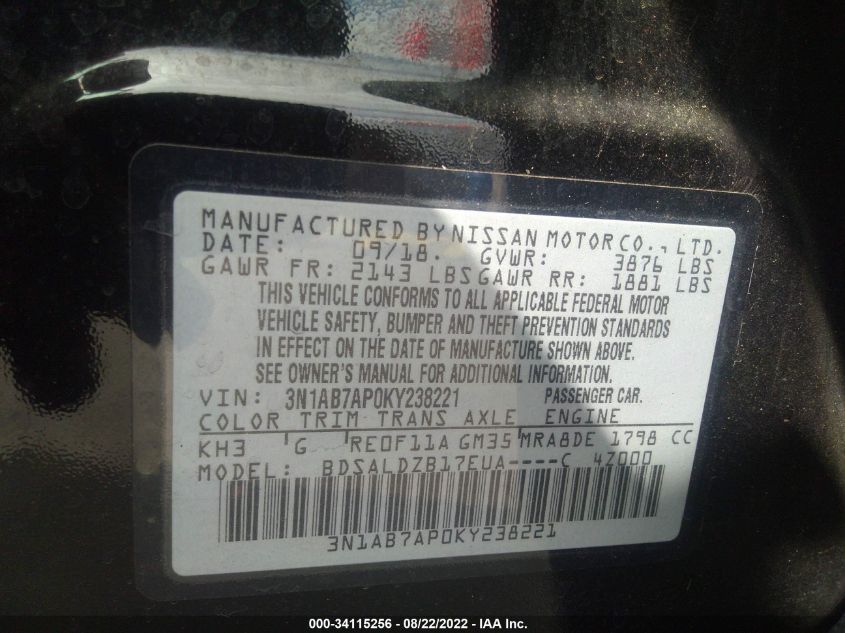 MANUFACTURED BY NISSAN MOTOR CO., LTD.
DATE: 09/18. GVWR: 3876 LBS
GAWR FR: 2143 LBS GAWR RR: 1881 LBS
THIS VEHICLE CONFORMS TO ALL APPLICABLE FEDERAL MOTOR
VEHICLE SAFETY, BUMPER AND THEFT PREVENTION STANDARDS
IN EFFECT ON THE DATE OF MANUFACTURE SHOWN ABOVE.
SEE OWNER'S MANUAL FOR ADDITIONAL INFORMATION.
VIN: 3N1AB7AP0KY238221 PASSENGER CAR.
COLOR TRIM TRANS AXLE ENGINE
KH3 G RE0F11A GM35 MRA8DE 1798 CC
MODEL: BDSALDZB17EUA----C 4Z000
3N1AB7AP0KY238221
000-34115256 - 08/22/2022 - IAA Inc.